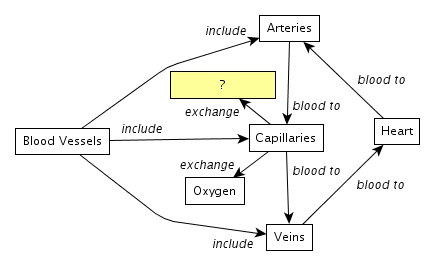 Arteries
include
?
blood to
exchange
blood to
include
Capillaries
Heart
Blood Vessels
exchange
blood to
Oxygen
blood to
Veins
include